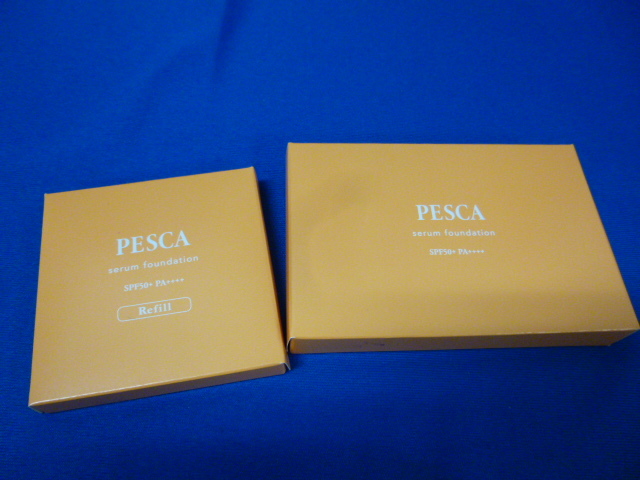 PESCA
serum foundation
SPF50+ PA++++
Refill
PESCA
serum foundation
SPF50+ PA++++